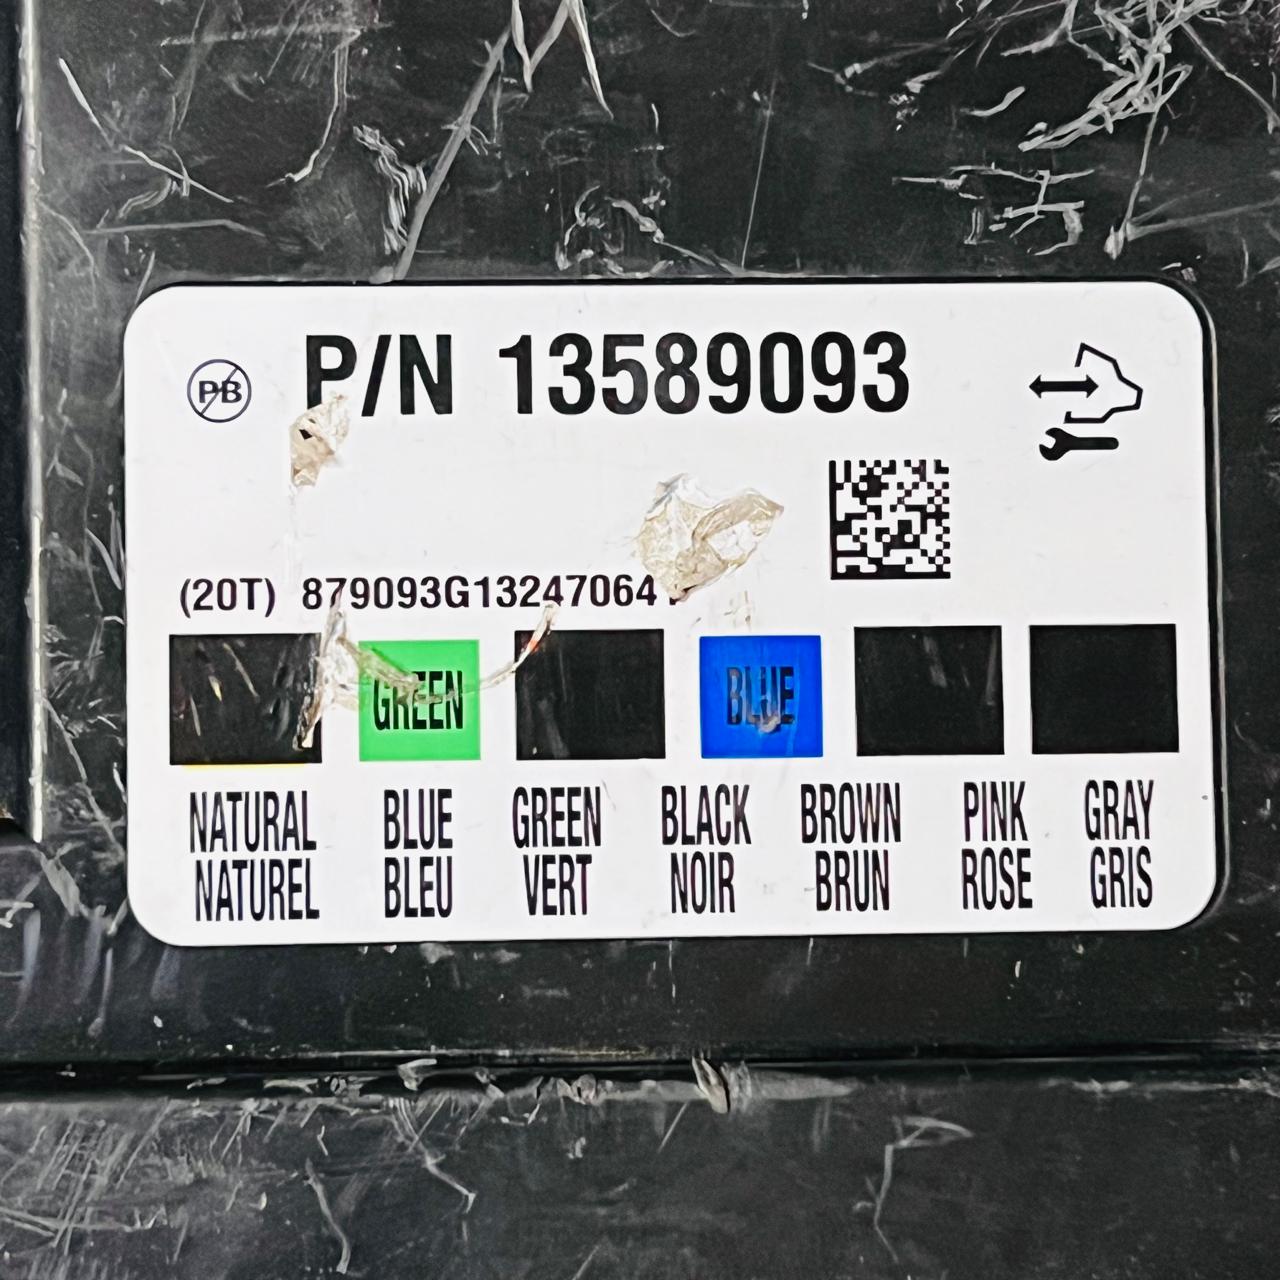 PB P/N 13589093
(20T) 879093G132470641
GREEN BLUE
NATURAL BLUE GREEN BLACK BROWN PINK GRAY
NATUREL BLEU VERT NOIR BRUN ROSE GRIS